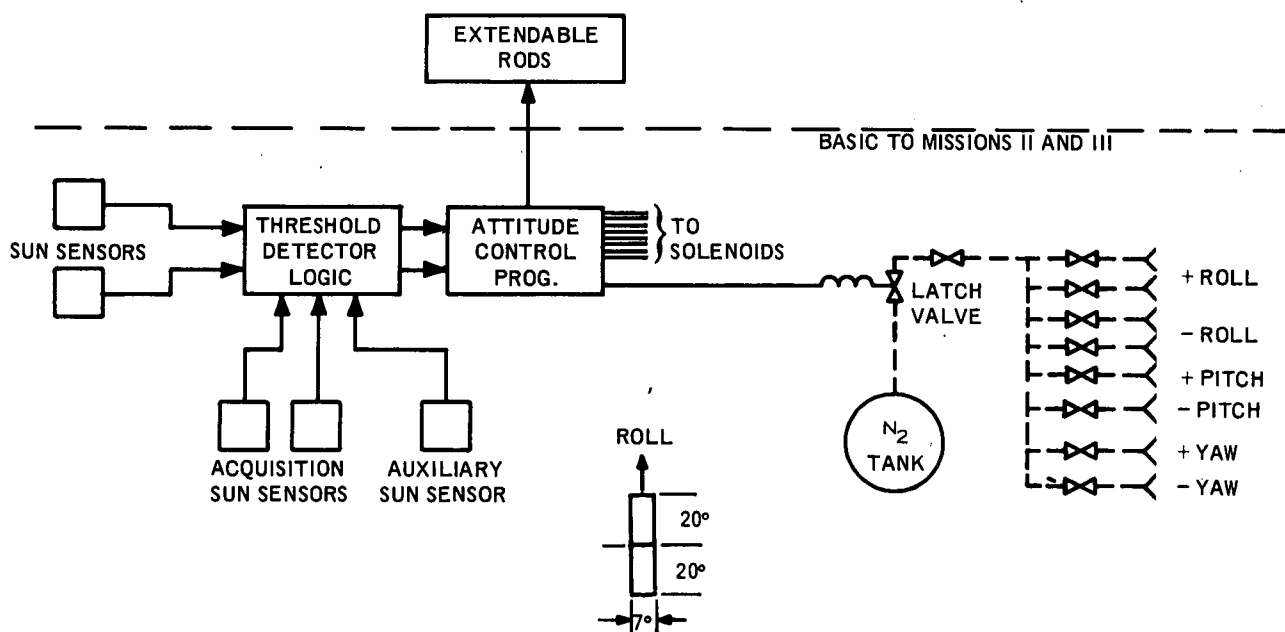 EXTENDABLE
RODS
BASIC TO MISSIONS II AND III
SUN SENSORS
THRESHOLD
DETECTOR
LOGIC
ATTITUDE
CONTROL
PROG.
TO
SOLENOIDS
LATCH
VALVE
+ ROLL
- ROLL
+ PITCH
- PITCH
+ YAW
- YAW
N2
TANK
ACQUISITION
SUN SENSORS
AUXILIARY
SUN SENSOR
ROLL
20°
20°
7°